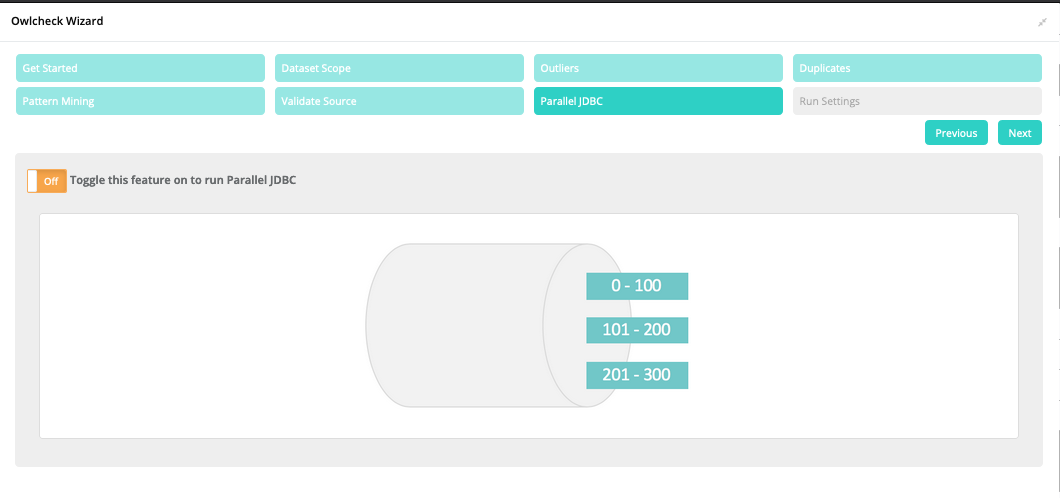 Owlcheck Wizard
Get Started
Dataset Scope
Outliers
Duplicates
Pattern Mining
Validate Source
Parallel JDBC
Run Settings
Previous
Next
Off
Toggle this feature on to run Parallel JDBC
0 - 100
101 - 200
201 - 300